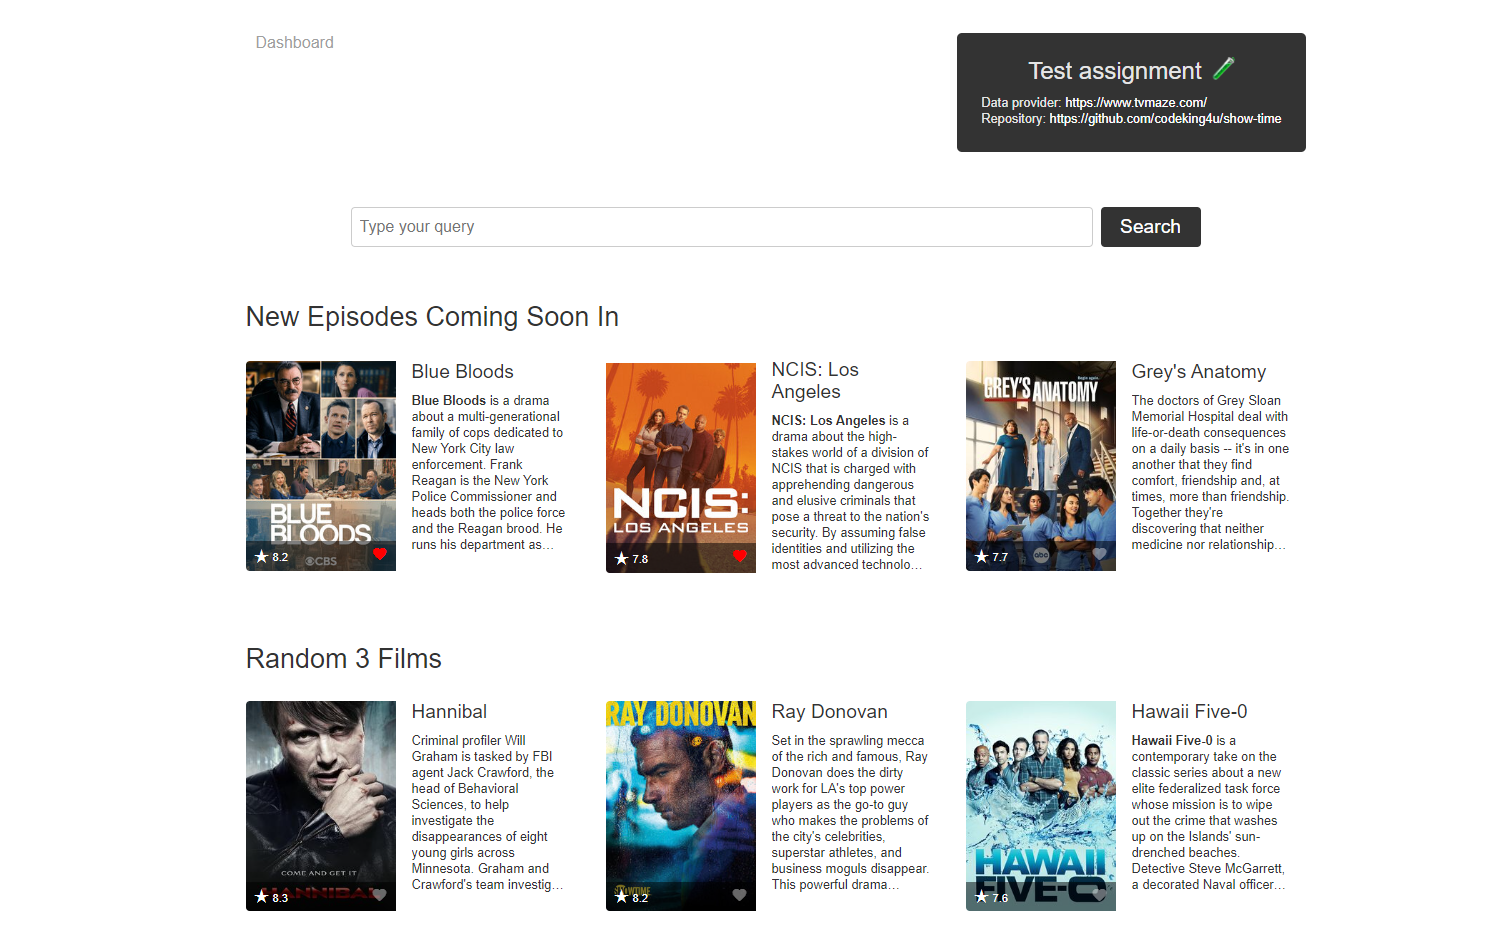 Dashboard
Test assignment
Data provider: https://www.tvmaze.com/
Repository: https://github.com/codeking4u/show-time
Type your query
Search
New Episodes Coming Soon In
BLUE
BLOODS
CBS
8.2
Blue Bloods
Blue Bloods is a drama
about a multi-generational
family of cops dedicated to
New York City law
enforcement. Frank
Reagan is the New York
Police Commissioner and
heads both the police force
and the Reagan brood. He
runs his department as…
NCIS:
LOS ANGELES
7.8
NCIS: Los
Angeles
NCIS: Los Angeles is a
drama about the high-
stakes world of a division of
NCIS that is charged with
apprehending dangerous
and elusive criminals that
pose a threat to the nation's
security. By assuming false
identities and utilizing the
most advanced technolo…
GREY'S ANATOMY
abc
7.7
Grey's Anatomy
The doctors of Grey Sloan
Memorial Hospital deal with
life-or-death consequences
on a daily basis -- it's in one
another that they find
comfort, friendship and, at
times, more than friendship.
Together they're
discovering that neither
medicine nor relationship…
Random 3 Films
COME AND GET IT
HANNIBAL
8.3
Hannibal
Criminal profiler Will
Graham is tasked by FBI
agent Jack Crawford, the
head of Behavioral
Sciences, to help
investigate the
disappearances of eight
young girls across
Minnesota. Graham and
Crawford's team investig…
RAY DONOVAN
SHOWTIME
8.2
Ray Donovan
Set in the sprawling mecca
of the rich and famous, Ray
Donovan does the dirty
work for LA's top power
players as the go-to guy
who makes the problems of
the city's celebrities,
superstar athletes, and
business moguls disappear.
This powerful drama…
HAWAII
FIVE-O
7.6
Hawaii Five-0
Hawaii Five-0 is a
contemporary take on the
classic series about a new
elite federalized task force
whose mission is to wipe
out the crime that washes
up on the Islands' sun-
drenched beaches.
Detective Steve McGarrett,
a decorated Naval officer…